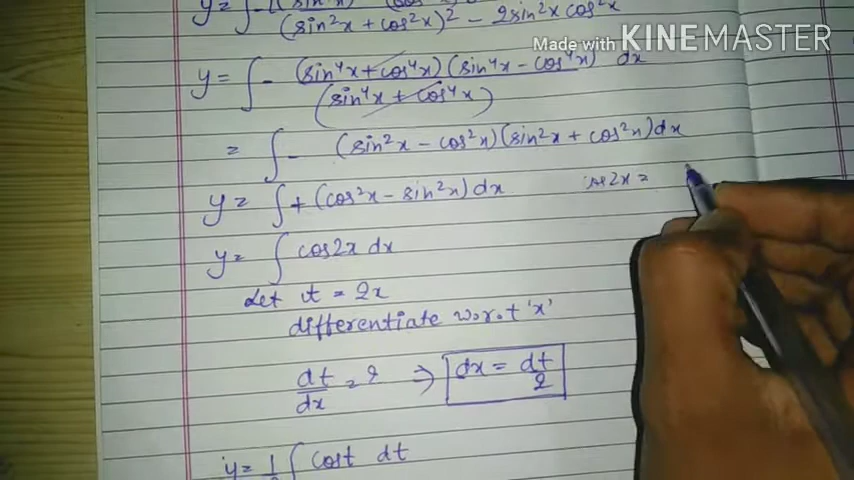 (sin²x + cos²x)² - 2sin²x cos²x
Made with KINEMASTER
y = ∫ - (sin⁴x + cos⁴x) (sin⁴x - cos⁴x) dx
(sin⁴x + cos⁴x)
= ∫ - (sin²x - cos²x)(sin²x + cos²x)dx
y = ∫ + (cos²x - sin²x)dx
cos2x =
y = ∫ cos2x dx
Let t = 2x
differentiate w.r.t 'x'
dt/dx = 2 ⇒ dx = dt/2
∫ cost dt